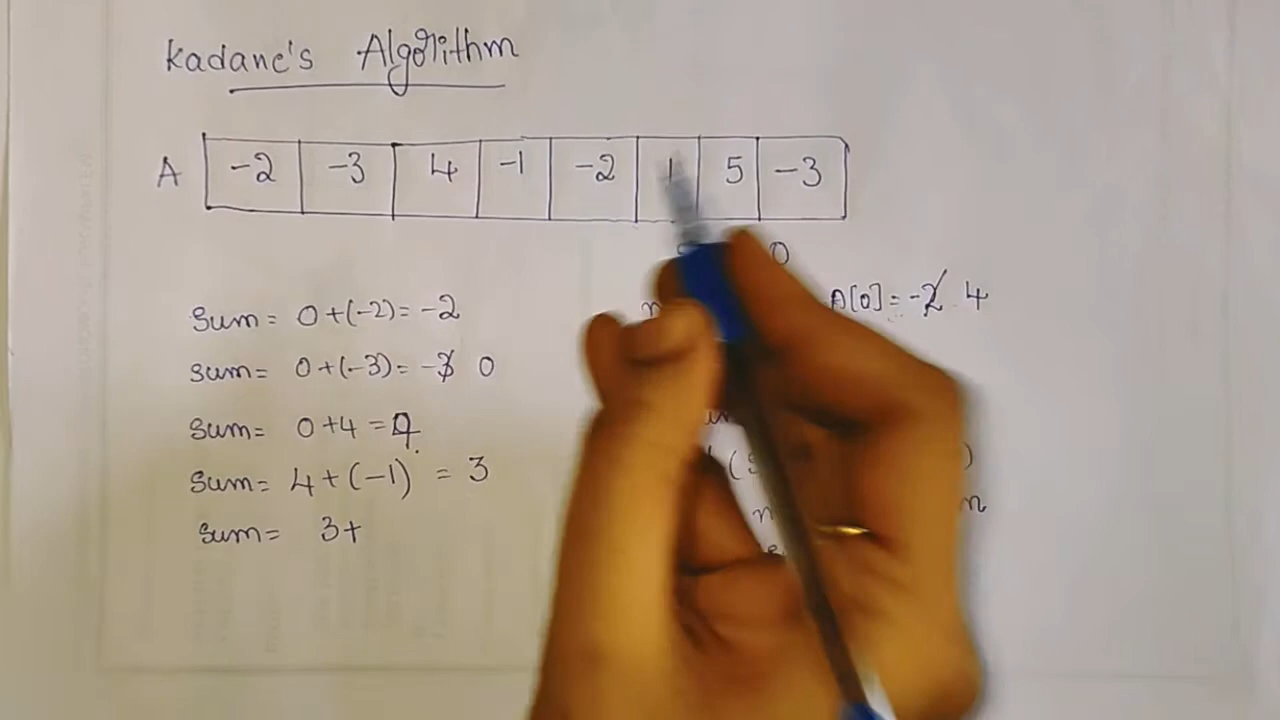 Kadane's Algorithm
A -2 -3 4 -1 -2 1 5 -3
0
Sum = 0+(-2) = -2 A[0] = -2 4
Sum = 0+(-3) = -3 0
Sum = 0+4 = 4
Sum = 4+(-1) = 3
Sum = 3+